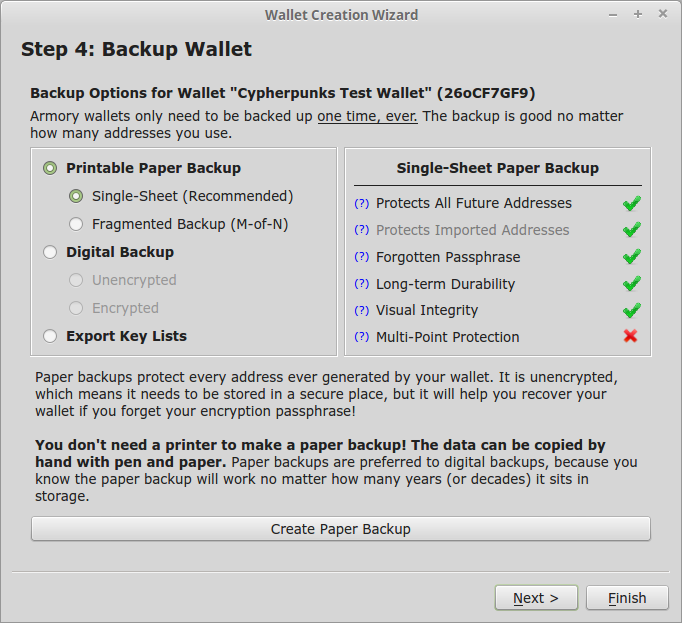 Wallet Creation Wizard
Step 4: Backup Wallet
Backup Options for Wallet "Cypherpunks Test Wallet" (26oCF7GF9)
Armory wallets only need to be backed up one time, ever. The backup is good no matter
how many addresses you use.
Printable Paper Backup
Single-Sheet (Recommended)
Fragmented Backup (M-of-N)
Digital Backup
Unencrypted
Encrypted
Export Key Lists
Single-Sheet Paper Backup
(?) Protects All Future Addresses
(?) Protects Imported Addresses
(?) Forgotten Passphrase
(?) Long-term Durability
(?) Visual Integrity
(?) Multi-Point Protection
Paper backups protect every address ever generated by your wallet. It is unencrypted,
which means it needs to be stored in a secure place, but it will help you recover your
wallet if you forget your encryption passphrase!
You don't need a printer to make a paper backup! The data can be copied by
hand with pen and paper. Paper backups are preferred to digital backups, because you
know the paper backup will work no matter how many years (or decades) it sits in
storage.
Create Paper Backup
Next >
Finish